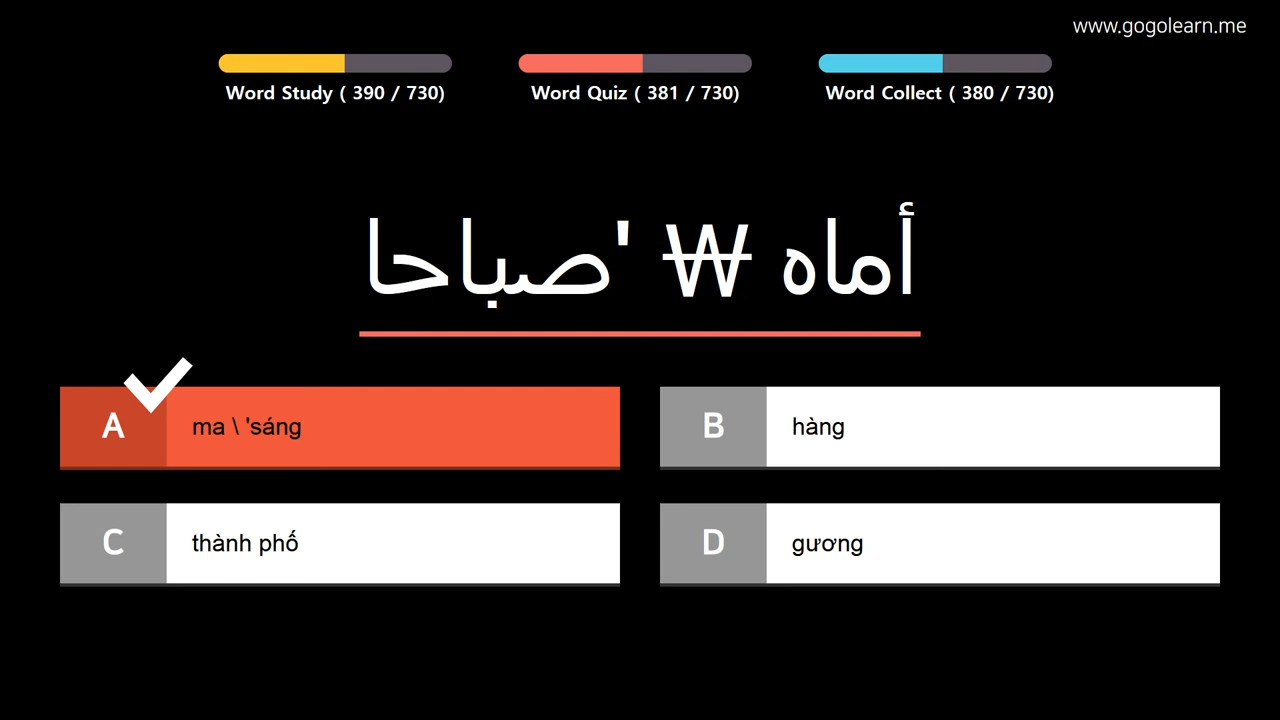 www.gogolearn.me
Word Study ( 390 / 730)
Word Quiz ( 381 / 730)
Word Collect ( 380 / 730)
أماه ₩ 'صباحا
A
ma \ 'sáng
B
hàng
C
thành phố
D
gương